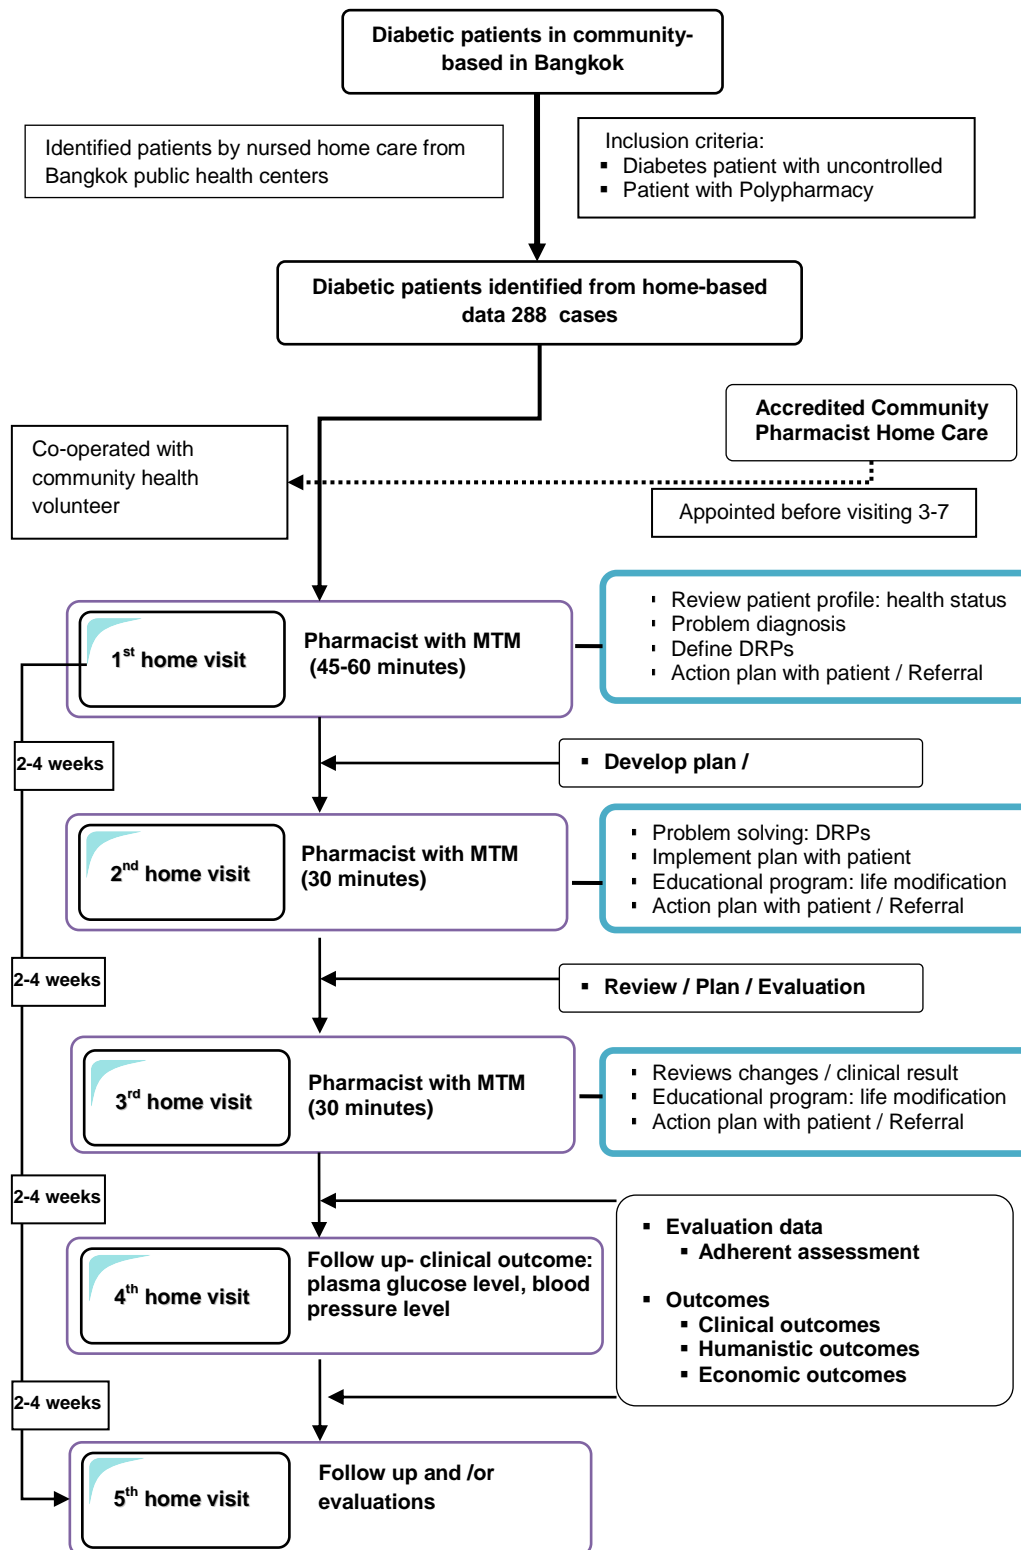 Diabetic patients in community-
based in Bangkok
Identified patients by nursed home care from
Bangkok public health centers
Inclusion criteria:
▪ Diabetes patient with uncontrolled
▪ Patient with Polypharmacy
Diabetic patients identified from home-based
data 288 cases
Accredited Community
Pharmacist Home Care
Co-operated with
community health
volunteer
Appointed before visiting 3-7
1st home visit
Pharmacist with MTM
(45-60 minutes)
▪ Review patient profile: health status
▪ Problem diagnosis
▪ Define DRPs
▪ Action plan with patient / Referral
2-4 weeks
▪ Develop plan /
2nd home visit
Pharmacist with MTM
(30 minutes)
▪ Problem solving: DRPs
▪ Implement plan with patient
▪ Educational program: life modification
▪ Action plan with patient / Referral
2-4 weeks
▪ Review / Plan / Evaluation
3rd home visit
Pharmacist with MTM
(30 minutes)
▪ Reviews changes / clinical result
▪ Educational program: life modification
▪ Action plan with patient / Referral
2-4 weeks
▪ Evaluation data
▪ Adherent assessment
▪ Outcomes
▪ Clinical outcomes
▪ Humanistic outcomes
▪ Economic outcomes
4th home visit
Follow up- clinical outcome:
plasma glucose level, blood
pressure level
2-4 weeks
5th home visit
Follow up and /or
evaluations